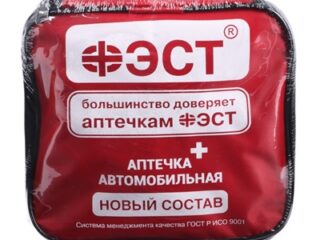 ФЭСТ®
большинство доверяет
аптечкам ФЭСТ
АПТЕЧКА
АВТОМОБИЛЬНАЯ
НОВЫЙ СОСТАВ
Система менеджмента качества ГОСТ Р ИСО 9001